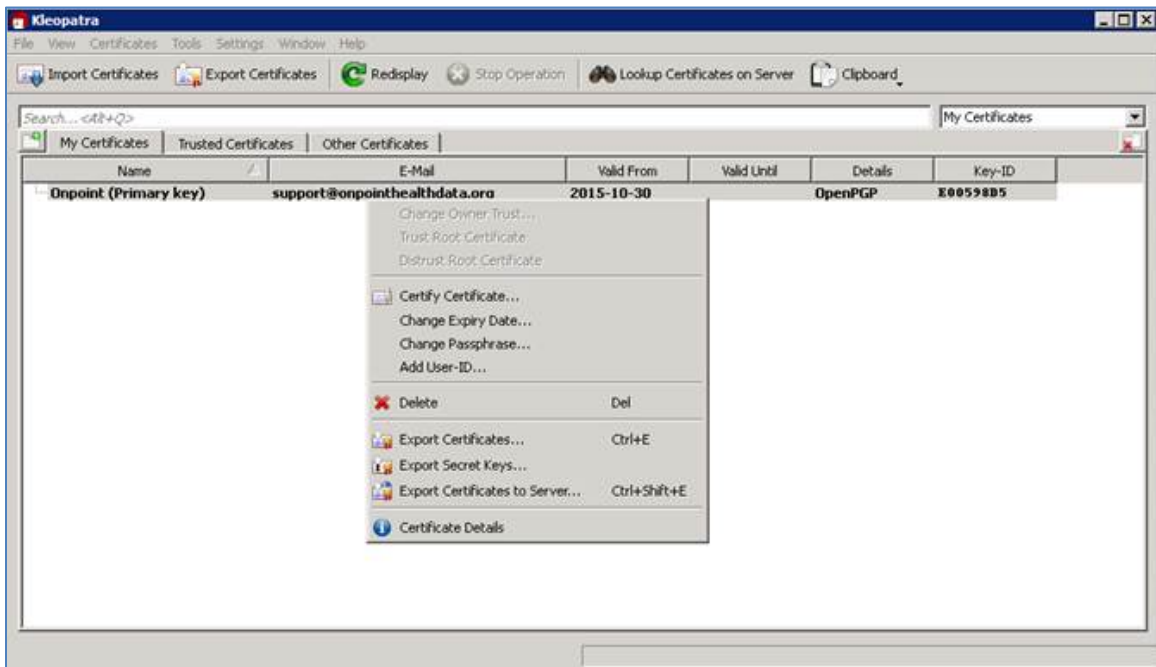 Kleopatra
File View Certificates Tools Settings Window Help
Import Certificates Export Certificates Redisplay Stop Operation Lookup Certificates on Server Clipboard
Search... <Alt+Q> My Certificates
My Certificates Trusted Certificates Other Certificates
Name E-Mail Valid From Valid Until Details Key-ID
Onpoint (Primary key) support@onpointhealthdata.org 2015-10-30 OpenPGP E00598D5
Change Owner Trust...
Trust Root Certificate
Distrust Root Certificate
Certify Certificate...
Change Expiry Date...
Change Passphrase...
Add User-ID...
Delete Del
Export Certificates... Ctrl+E
Export Secret Keys...
Export Certificates to Server... Ctrl+Shift+E
Certificate Details